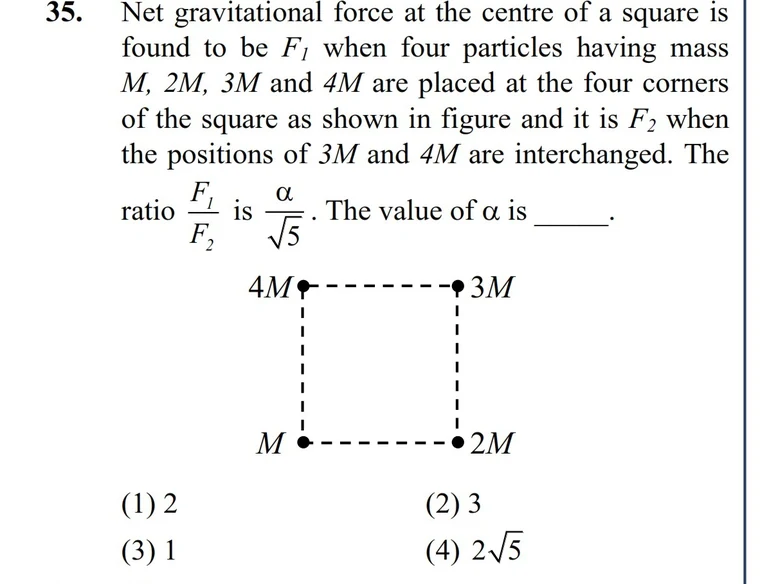 35. Net gravitational force at the centre of a square is
found to be F₁ when four particles having mass
M, 2M, 3M and 4M are placed at the four corners
of the square as shown in figure and it is F₂ when
the positions of 3M and 4M are interchanged. The
ratio F₁/F₂ is α/√5. The value of α is _____.
4M 3M
M 2M
(1) 2 (2) 3
(3) 1 (4) 2√5